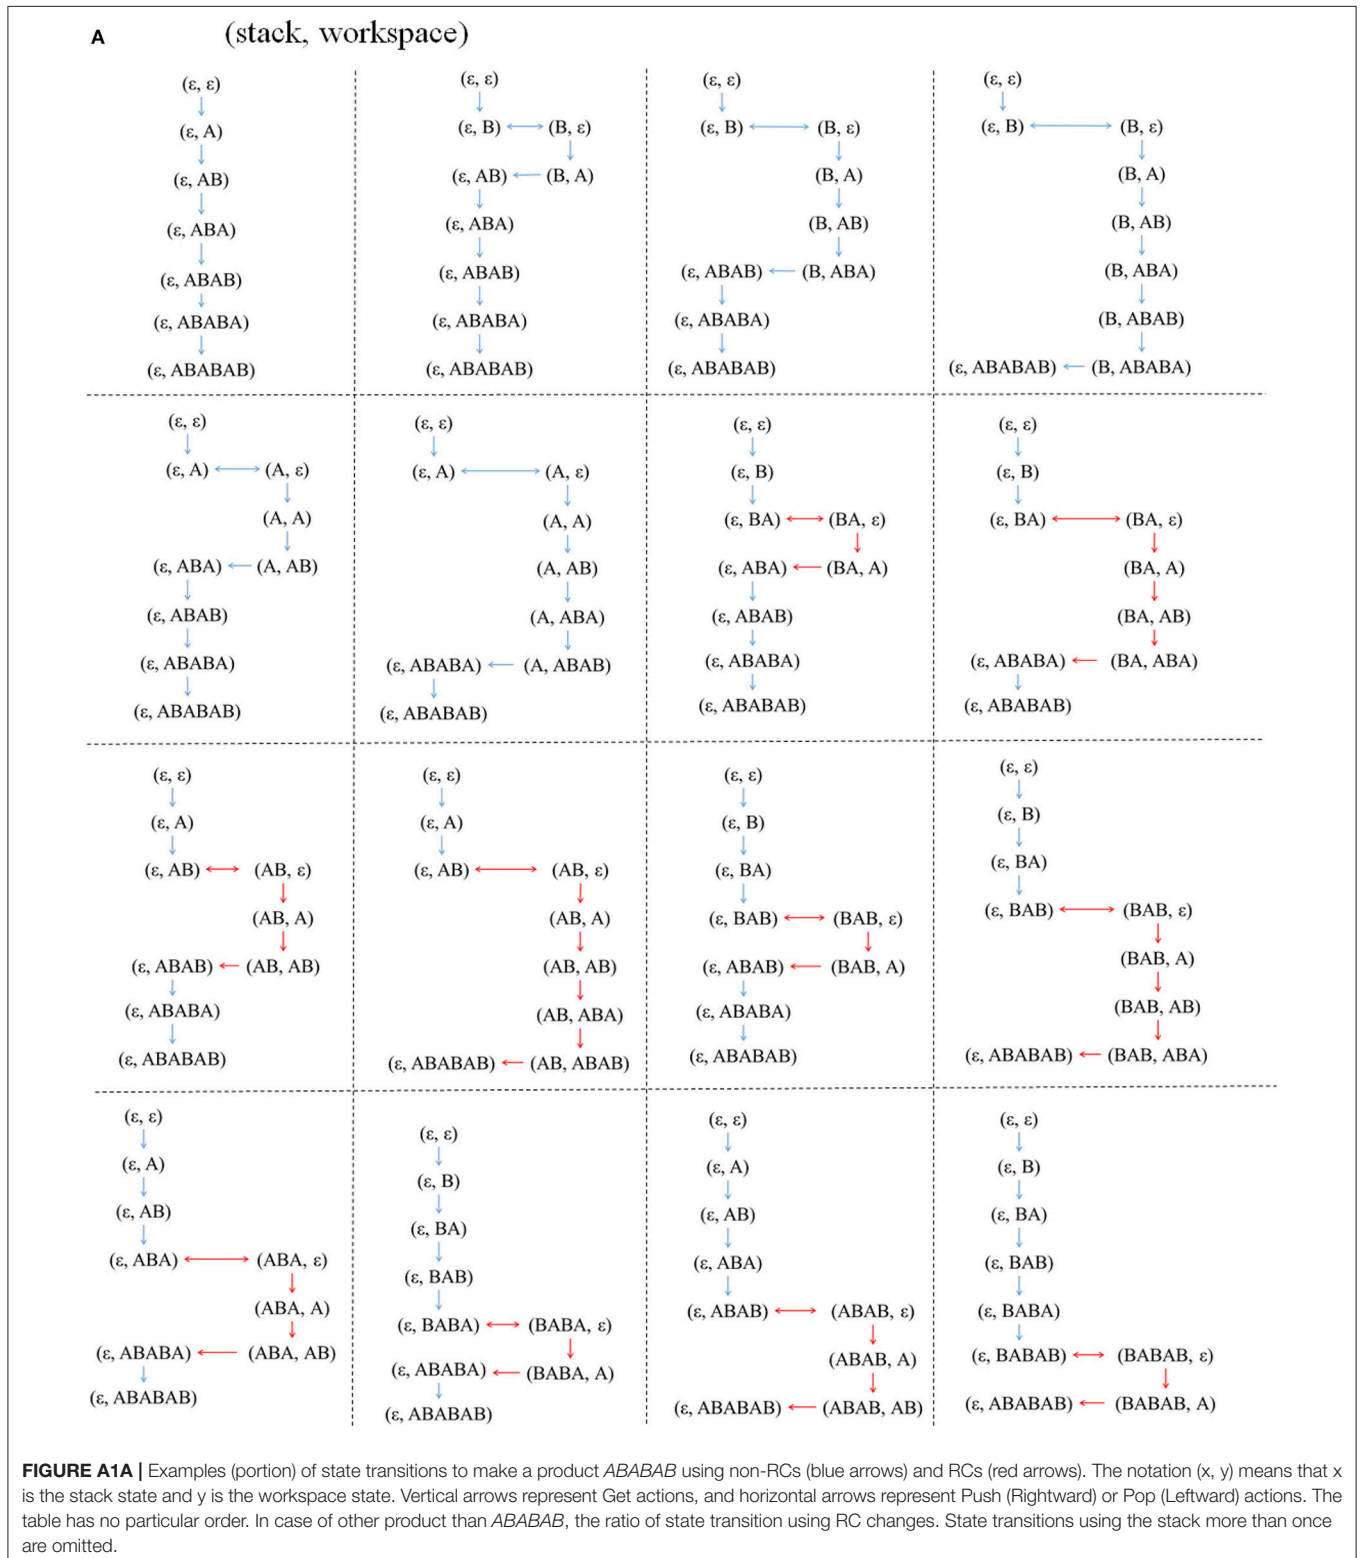 A (stack, workspace)
(ε, ε)
(ε, A)
(ε, AB)
(ε, ABA)
(ε, ABAB)
(ε, ABABA)
(ε, ABABAB)
(ε, ε)
(ε, B) (B, ε)
(ε, AB) (B, A)
(ε, ABA)
(ε, ABAB)
(ε, ABABA)
(ε, ABABAB)
(ε, ε)
(ε, B) (B, ε)
(B, A)
(B, AB)
(ε, ABAB) (B, ABA)
(ε, ABABA)
(ε, ABABAB)
(ε, ε)
(ε, B) (B, ε)
(B, A)
(B, AB)
(B, ABA)
(B, ABAB)
(ε, ABABAB) (B, ABABA)
(ε, ε)
(ε, A) (A, ε)
(A, A)
(ε, ABA) (A, AB)
(ε, ABAB)
(ε, ABABA)
(ε, ABABAB)
(ε, ε)
(ε, A) (A, ε)
(A, A)
(A, AB)
(A, ABA)
(ε, ABABA) (A, ABAB)
(ε, ABABAB)
(ε, ε)
(ε, B)
(ε, BA) (BA, ε)
(ε, ABA) (BA, A)
(ε, ABAB)
(ε, ABABA)
(ε, ABABAB)
(ε, ε)
(ε, B)
(ε, BA) (BA, ε)
(BA, A)
(BA, AB)
(ε, ABABA) (BA, ABA)
(ε, ABABAB)
(ε, ε)
(ε, A)
(ε, AB) (AB, ε)
(AB, A)
(ε, ABAB) (AB, AB)
(ε, ABABA)
(ε, ABABAB)
(ε, ε)
(ε, A)
(ε, AB) (AB, ε)
(AB, A)
(AB, AB)
(AB, ABA)
(ε, ABABAB) (AB, ABAB)
(ε, ε)
(ε, B)
(ε, BA)
(ε, BAB) (BAB, ε)
(ε, ABAB) (BAB, A)
(ε, ABABA)
(ε, ABABAB)
(ε, ε)
(ε, B)
(ε, BA)
(ε, BAB) (BAB, ε)
(BAB, A)
(BAB, AB)
(ε, ABABAB) (BAB, ABA)
(ε, ε)
(ε, A)
(ε, AB)
(ε, ABA) (ABA, ε)
(ABA, A)
(ε, ABABA) (ABA, AB)
(ε, ABABAB)
(ε, ε)
(ε, B)
(ε, BA)
(ε, BAB)
(ε, BABA) (BABA, ε)
(ε, ABABA) (BABA, A)
(ε, ABABAB)
(ε, ε)
(ε, A)
(ε, AB)
(ε, ABA)
(ε, ABAB) (ABAB, ε)
(ABAB, A)
(ε, ABABAB) (ABAB, AB)
(ε, ε)
(ε, B)
(ε, BA)
(ε, BAB)
(ε, BABA)
(ε, BABAB) (BABAB, ε)
(ε, ABABAB) (BABAB, A)
FIGURE A1A | Examples (portion) of state transitions to make a product ABABAB using non-RCs (blue arrows) and RCs (red arrows). The notation (x, y) means that x
is the stack state and y is the workspace state. Vertical arrows represent Get actions, and horizontal arrows represent Push (Rightward) or Pop (Leftward) actions. The
table has no particular order. In case of other product than ABABAB, the ratio of state transition using RC changes. State transitions using the stack more than once
are omitted.